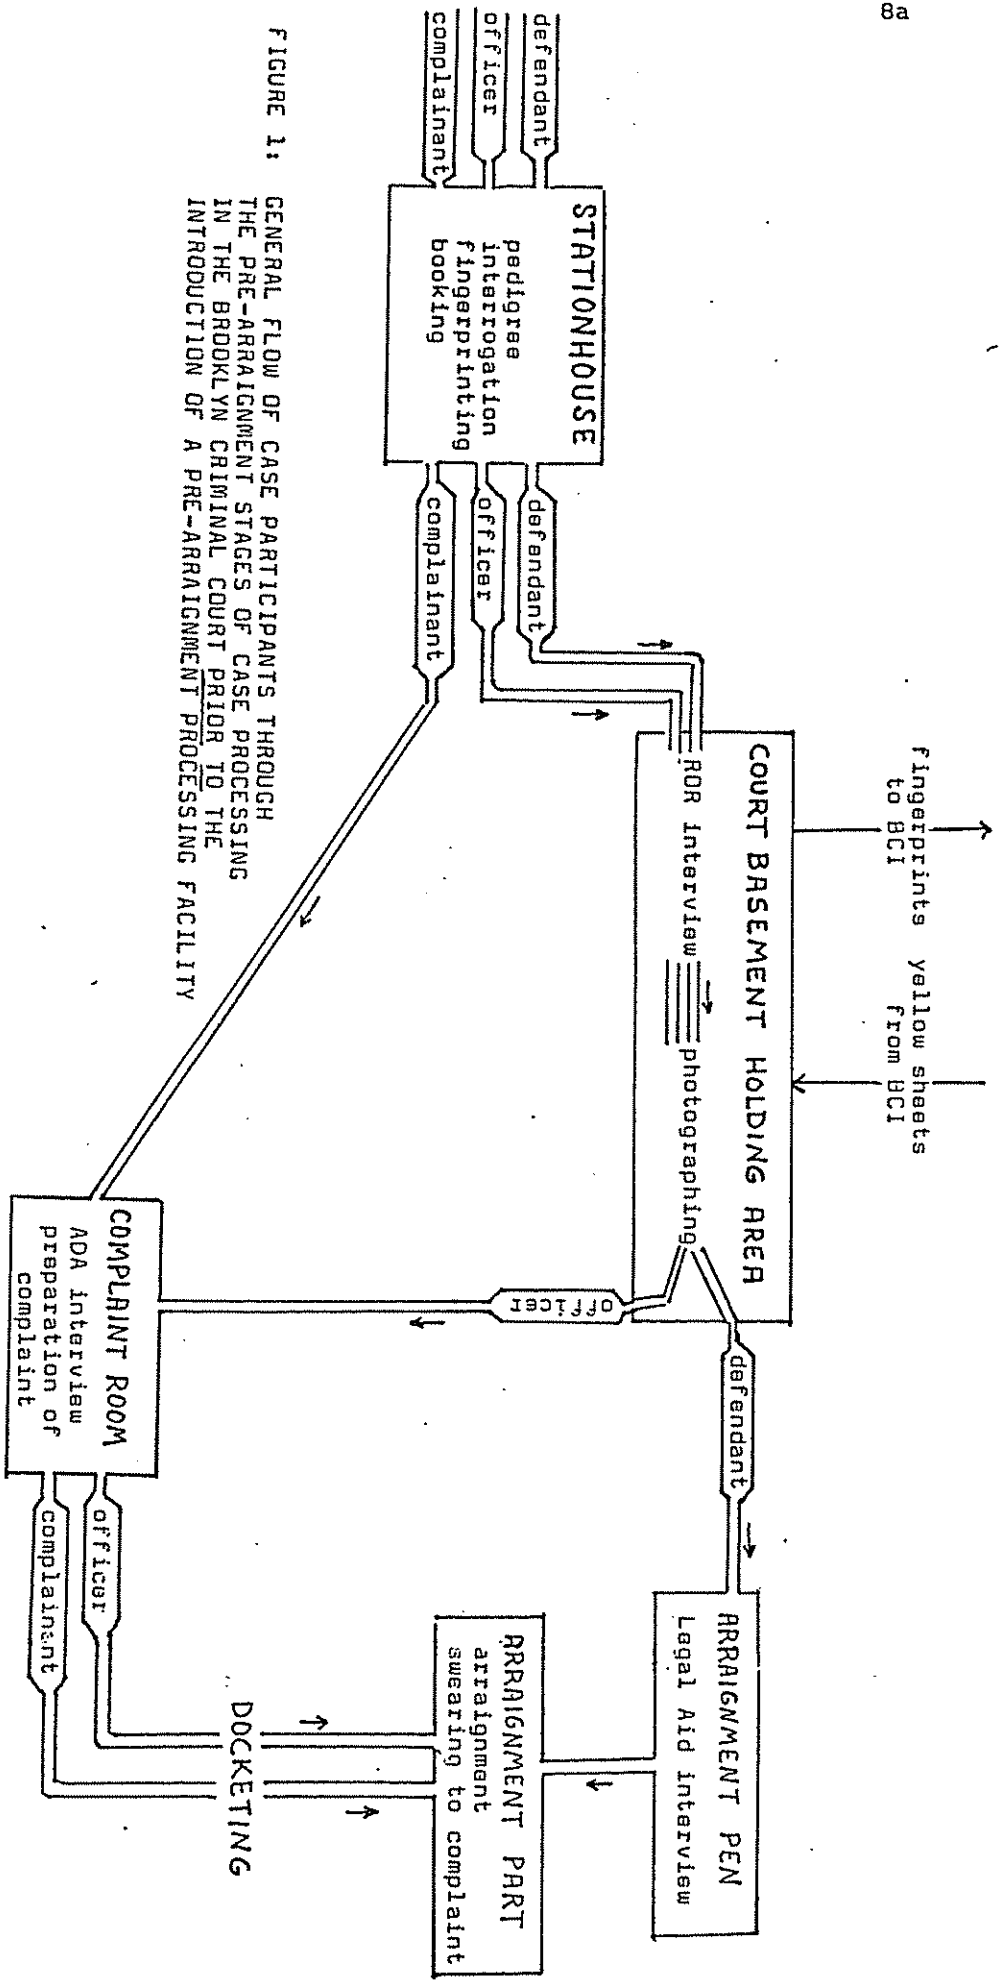 8a
fingerprints
to BCI
yellow sheets
from BCI
defendant
officer
complainant
STATIONHOUSE
pedigree
interrogation
fingerprinting
booking
defendant
officer
complainant
COURT BASEMENT HOLDING AREA
ROR interview
photographing
defendant
officer
ARRAIGNMENT PEN
Legal Aid interview
ARRAIGNMENT PART
arraignment
swearing to complaint
COMPLAINT ROOM
ADA interview
preparation of
complaint
officer
complainant
DOCKETING
FIGURE 1: GENERAL FLOW OF CASE PARTICIPANTS THROUGH
THE PRE-ARRAIGNMENT STAGES OF CASE PROCESSING
IN THE BROOKLYN CRIMINAL COURT PRIOR TO THE
INTRODUCTION OF A PRE-ARRAIGNMENT PROCESSING FACILITY